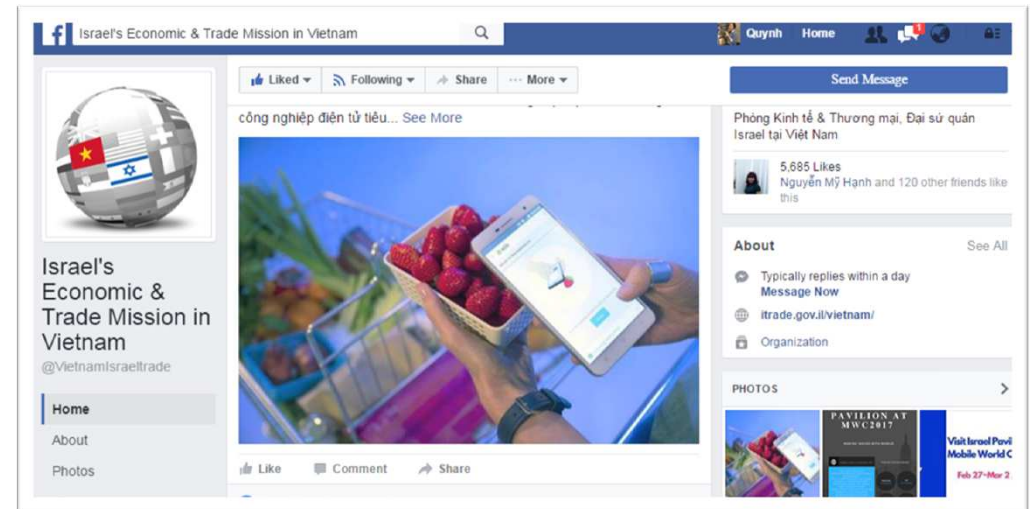 Israel's Economic & Trade Mission in Vietnam
Quynh Home
1
Liked Following Share ... More
Send Message
công nghiệp điện tử tiêu... See More
Israel's
Economic &
Trade Mission in
Vietnam
@VietnamIsraeltrade
Home
About
Photos
Like Comment Share
Phòng Kinh tế & Thương mại, Đại sứ quán
Israel tại Việt Nam
5,685 Likes
Nguyễn Mỹ Hạnh and 120 other friends like
this
About See All
Typically replies within a day
Message Now
itrade.gov.il/vietnam/
Organization
PHOTOS
PAVILION AT
MWC2017
Visit Israel Pavi
Mobile World C
Feb 27-Mar 2